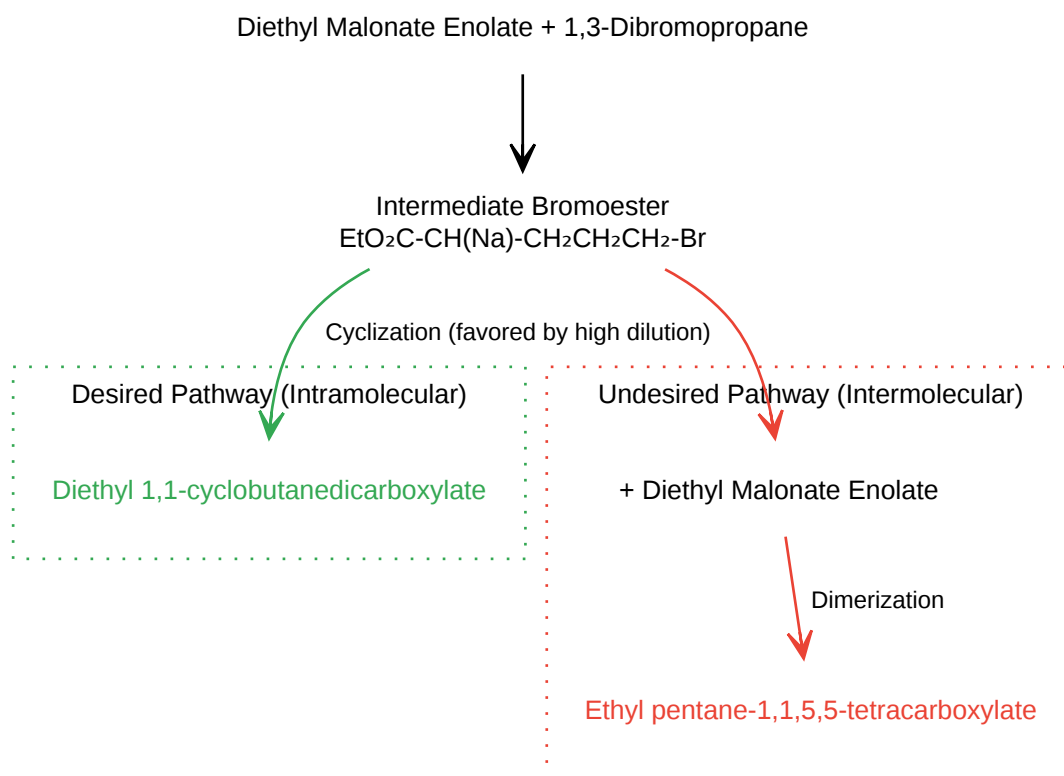 Diethyl Malonate Enolate + 1,3-Dibromopropane
Intermediate Bromoester
EtO₂C-CH(Na)-CH₂CH₂CH₂-Br
Cyclization (favored by high dilution)
Desired Pathway (Intramolecular)
Undesired Pathway (Intermolecular)
Diethyl 1,1-cyclobutanedicarboxylate
+ Diethyl Malonate Enolate
Dimerization
Ethyl pentane-1,1,5,5-tetracarboxylate